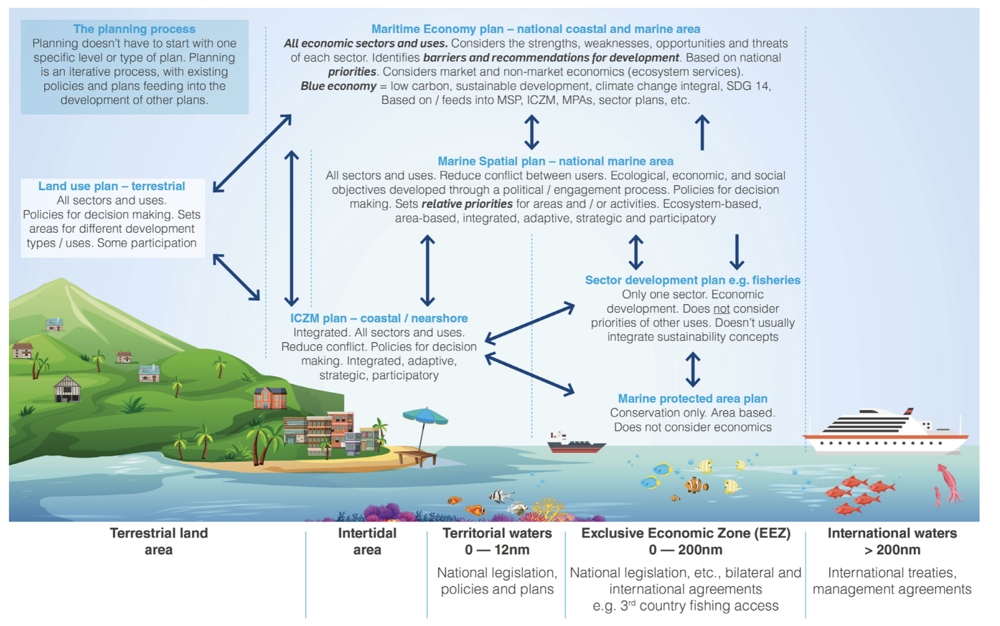 The planning process
Planning doesn't have to start with one
specific level or type of plan. Planning
is an iterative process, with existing
policies and plans feeding into the
development of other plans.
Maritime Economy plan – national coastal and marine area
All economic sectors and uses. Considers the strengths, weaknesses, opportunities and threats
of each sector. Identifies barriers and recommendations for development. Based on national
priorities. Considers market and non-market economics (ecosystem services).
Blue economy = low carbon, sustainable development, climate change integral, SDG 14,
Based on / feeds into MSP, ICZM, MPAs, sector plans, etc.
Marine Spatial plan – national marine area
All sectors and uses. Reduce conflict between users. Ecological, economic, and social
objectives developed through a political / engagement process. Policies for decision
making. Sets relative priorities for areas and / or activities. Ecosystem-based,
area-based, integrated, adaptive, strategic and participatory
Land use plan – terrestrial
All sectors and uses.
Policies for decision making. Sets
areas for different development
types / uses. Some participation
Sector development plan e.g. fisheries
Only one sector. Economic
development. Does not consider
priorities of other uses. Doesn't usually
integrate sustainability concepts
ICZM plan – coastal / nearshore
Integrated. All sectors and uses.
Reduce conflict. Policies for decision
making. Integrated, adaptive,
strategic, participatory
Marine protected area plan
Conservation only. Area based.
Does not consider economics
Terrestrial land
area
Intertidal
area
Territorial waters
0 — 12nm
National legislation,
policies and plans
Exclusive Economic Zone (EEZ)
0 — 200nm
National legislation, etc., bilateral and
international agreements
e.g. 3rd country fishing access
International waters
> 200nm
International treaties,
management agreements